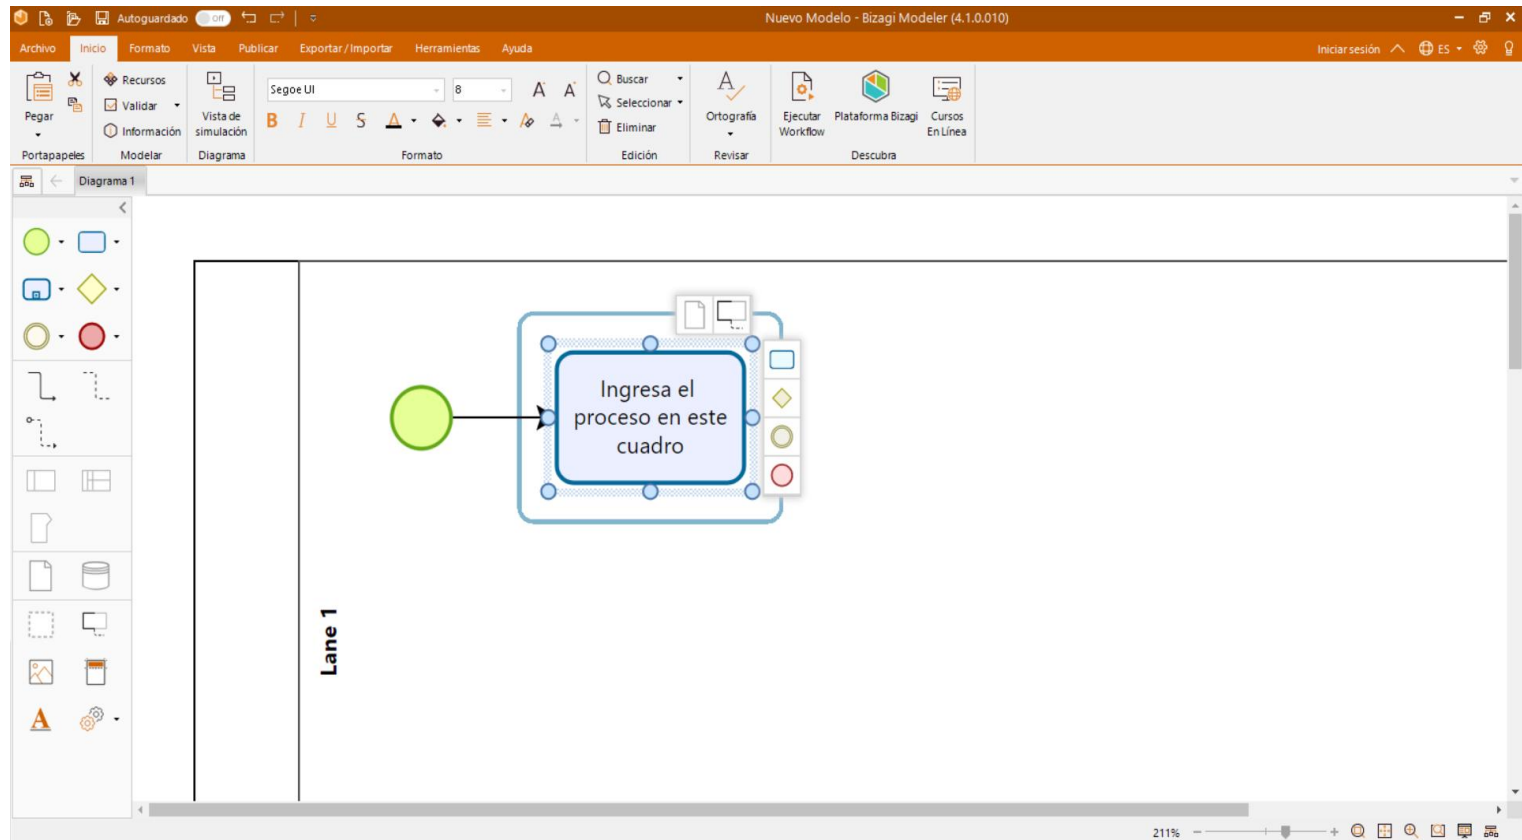 Autoguardado Off
Nuevo Modelo - Bizagi Modeler (4.1.0.010)
Archivo Inicio Formato Vista Publicar Exportar / Importar Herramientas Ayuda
Iniciar sesión ES
Pegar
Portapapeles
Recursos
Validar
Información
Modelar
Vista de
simulación
Diagrama
Segoe UI 8 A A
B I U S A A
Formato
Buscar
Seleccionar
Eliminar
Edición
A
Ortografía
Revisar
Ejecutar
Workflow
Plataforma Bizagi
Cursos
En Línea
Descubra
Diagrama 1
Ingresa el
proceso en este
cuadro
Lane 1
A
211%